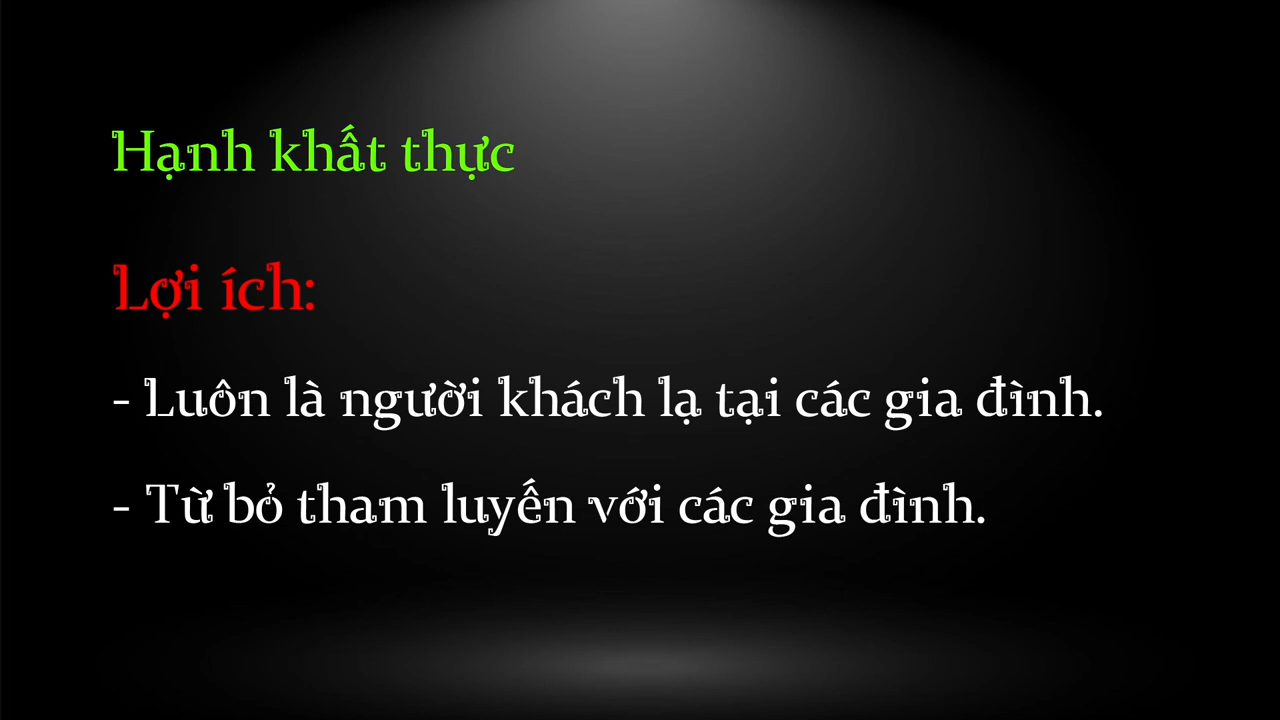 Hạnh khất thực
Lợi ích:
- Luôn là người khách lạ tại các gia đình.
- Từ bỏ tham luyến với các gia đình.